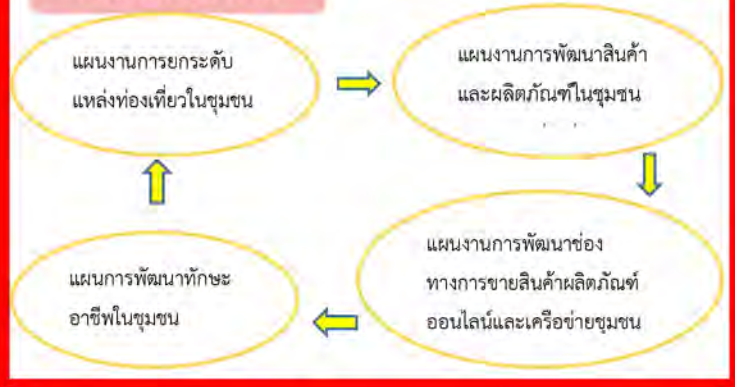 แผนงานการยกระดับ
แหล่งท่องเที่ยวในชุมชน
แผนงานการพัฒนาสินค้า
และผลิตภัณฑ์ในชุมชน
แผนงานการพัฒนาช่อง
ทางการขายสินค้าผลิตภัณฑ์
ออนไลน์และเครือข่ายชุมชน
แผนการพัฒนาทักษะ
อาชีพในชุมชน